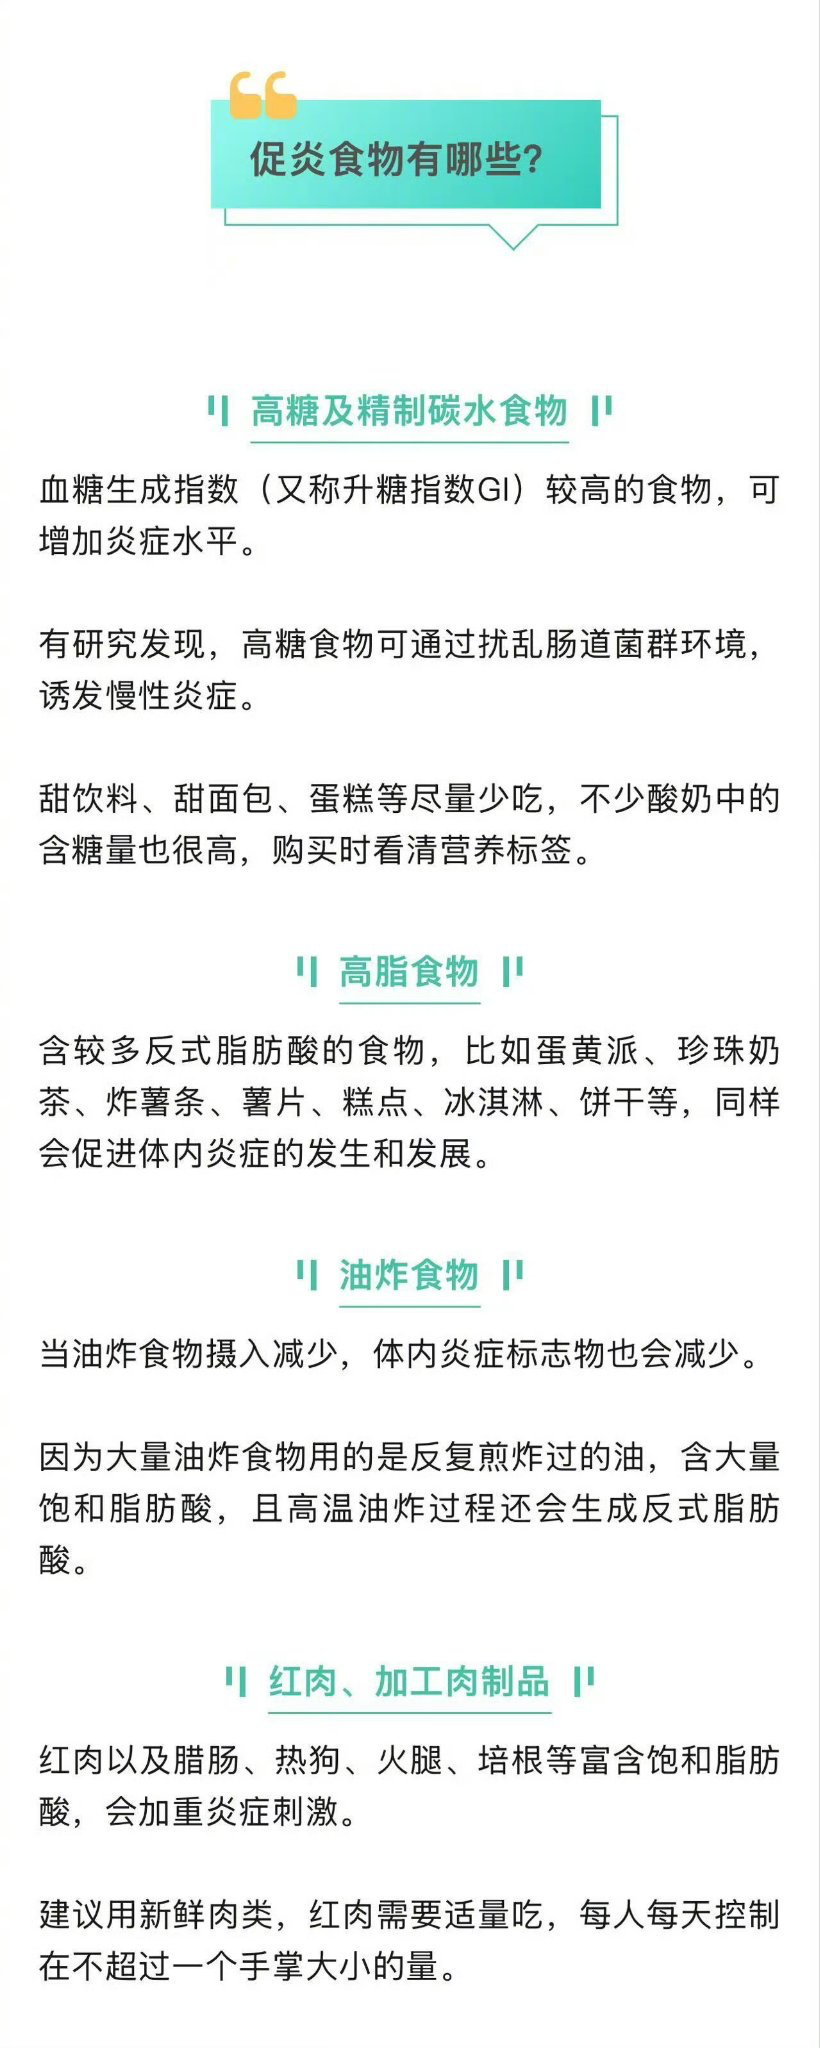 促炎食物有哪些?
高糖及精制碳水食物
血糖生成指数（又称升糖指数GI）较高的食物，可
增加炎症水平。
有研究发现，高糖食物可通过扰乱肠道菌群环境，
诱发慢性炎症。
甜饮料、甜面包、蛋糕等尽量少吃，不少酸奶中的
含糖量也很高，购买时看清营养标签。
高脂食物
含较多反式脂肪酸的食物，比如蛋黄派、珍珠奶
茶、炸薯条、薯片、糕点、冰淇淋、饼干等，同样
会促进体内炎症的发生和发展。
油炸食物
当油炸食物摄入减少，体内炎症标志物也会减少。
因为大量油炸食物用的是反复煎炸过的油，含大量
饱和脂肪酸，且高温油炸过程还会生成反式脂肪
酸。
红肉、加工肉制品
红肉以及腊肠、热狗、火腿、培根等富含饱和脂肪
酸，会加重炎症刺激。
建议用新鲜肉类，红肉需要适量吃，每人每天控制
在不超过一个手掌大小的量。